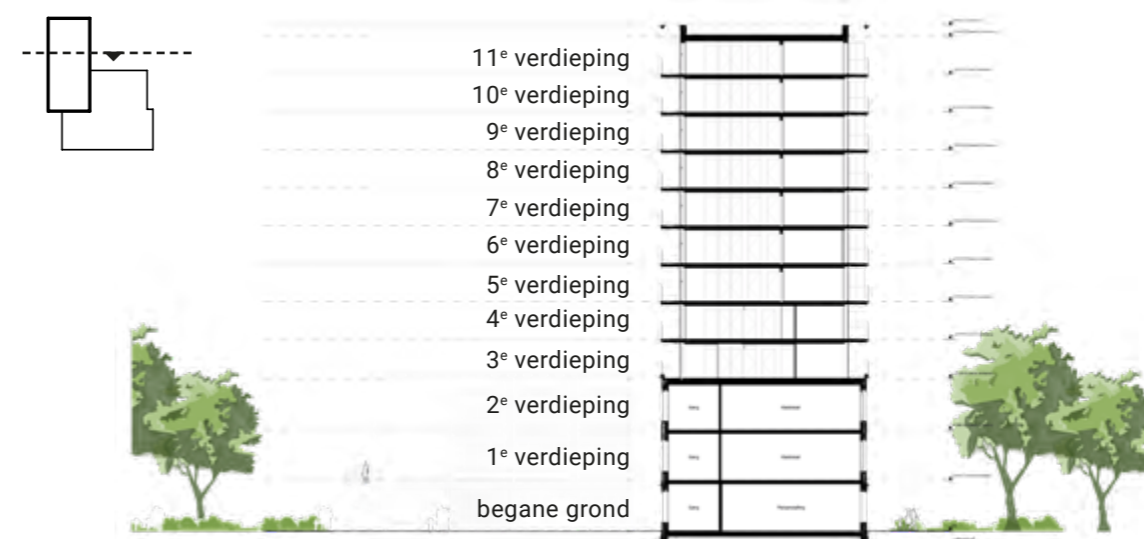 11e verdieping
10e verdieping
9e verdieping
8e verdieping
7e verdieping
6e verdieping
5e verdieping
4e verdieping
3e verdieping
2e verdieping
1e verdieping
begane grond